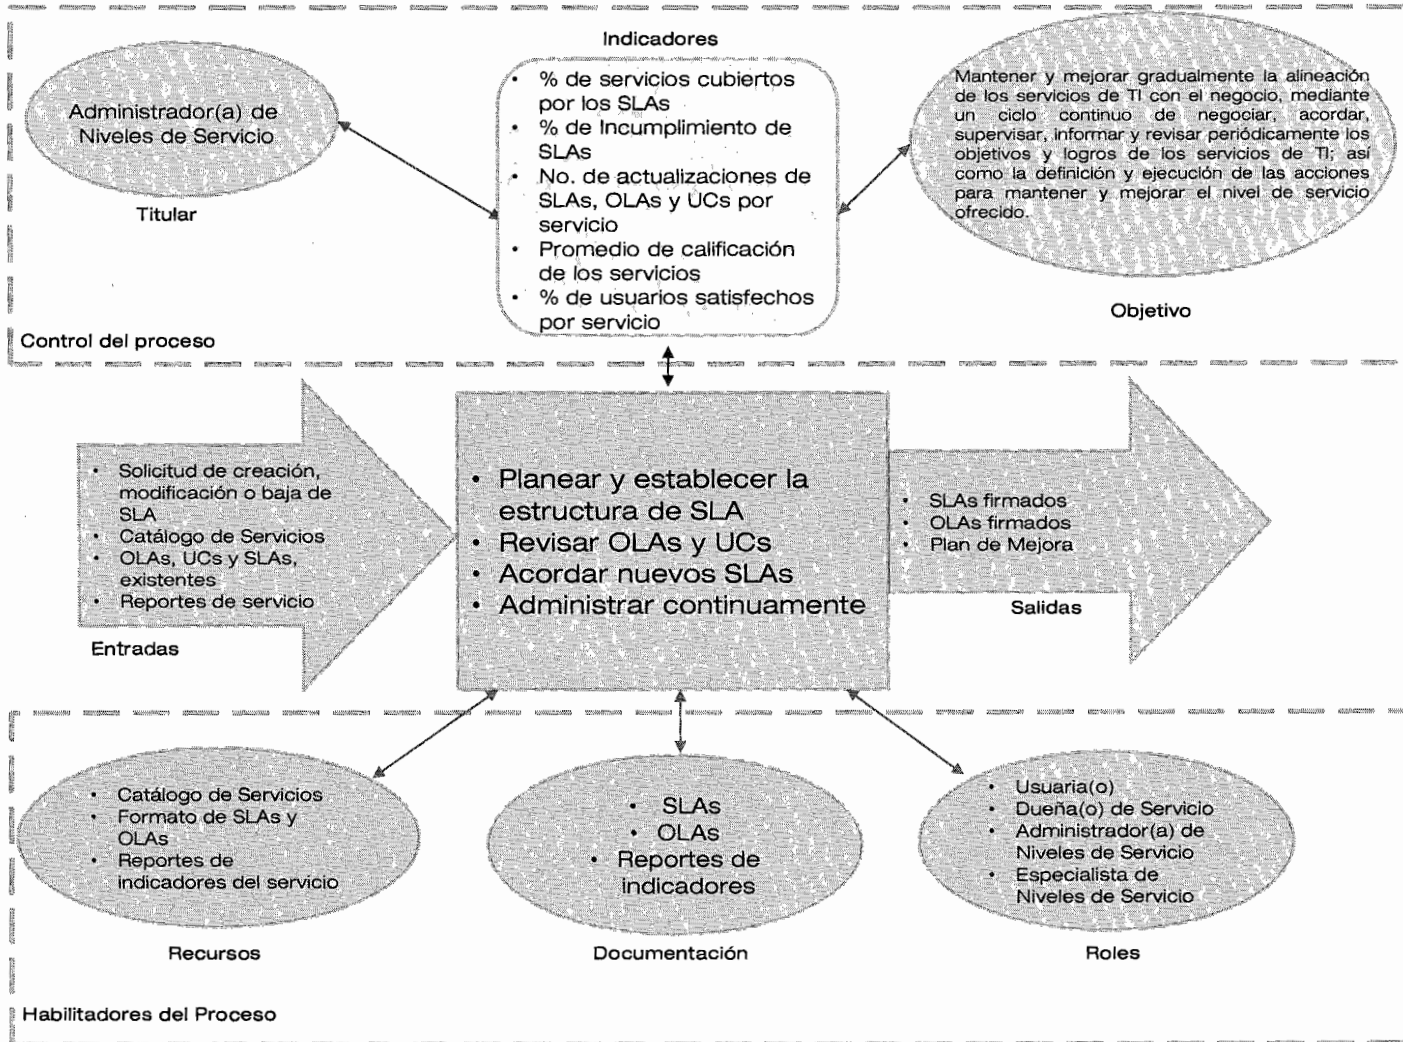 Indicadores
Administrador(a) de
Niveles de Servicio
Titular
• % de servicios cubiertos
por los SLAs
• % de Incumplimiento de
SLAs
• No. de actualizaciones de
SLAs, OLAs y UCs por
servicio
• Promedio de calificación
de los servicios
• % de usuarios satisfechos
por servicio
Mantener y mejorar gradualmente la alineación
de los servicios de TI con el negocio, mediante
un ciclo continuo de negociar, acordar,
supervisar, informar y revisar periódicamente los
objetivos y logros de los servicios de TI; así
como la definición y ejecución de las acciones
para mantener y mejorar el nivel de servicio
ofrecido.
Objetivo
Control del proceso
• Solicitud de creación,
modificación o baja de
SLA
• Catálogo de Servicios
• OLAs, UCs y SLAs,
existentes
• Reportes de servicio
Entradas
• Planear y establecer la
estructura de SLA
• Revisar OLAs y UCs
• Acordar nuevos SLAs
• Administrar continuamente
• SLAs firmados
• OLAs firmados
• Plan de Mejora
Salidas
• Catálogo de Servicios
• Formato de SLAs y
OLAs
• Reportes de
indicadores del servicio
Recursos
• SLAs
• OLAs
• Reportes de
indicadores
Documentación
• Usuaria(o)
• Dueña(o) de Servicio
• Administrador(a) de
Niveles de Servicio
• Especialista de
Niveles de Servicio
Roles
Habilitadores del Proceso